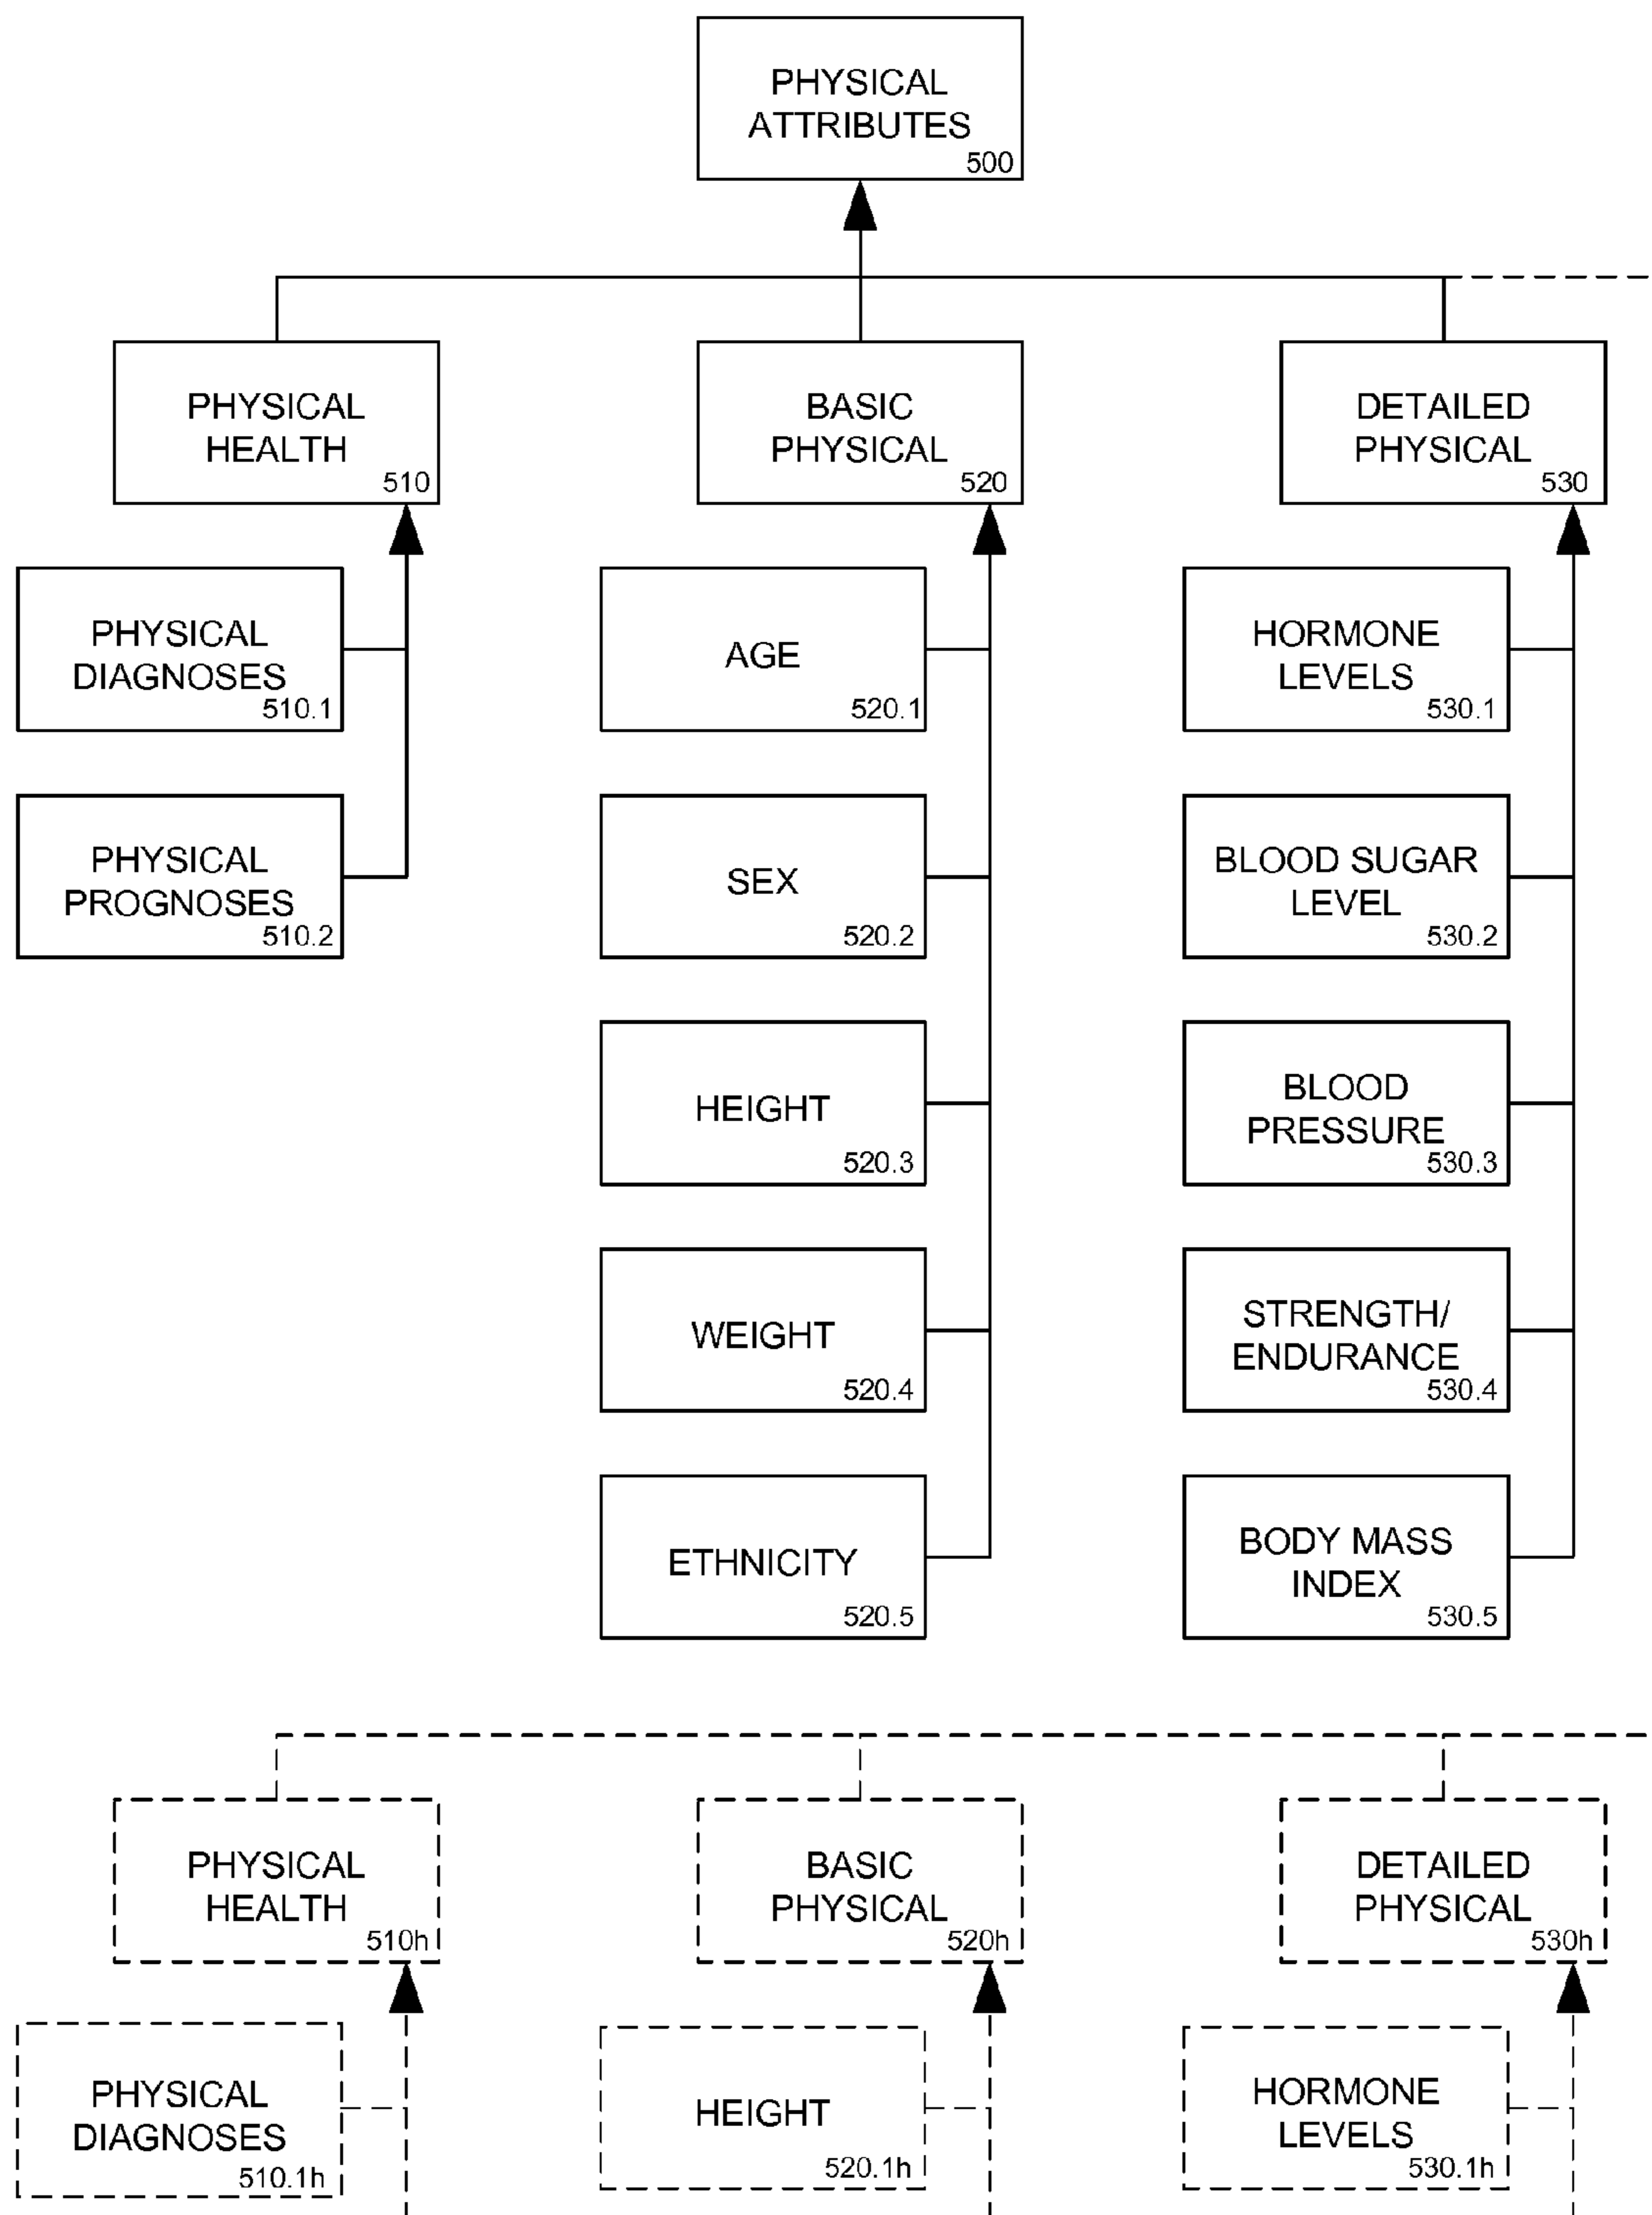 PHYSICAL
ATTRIBUTES
500
PHYSICAL
HEALTH
510
BASIC
PHYSICAL
520
DETAILED
PHYSICAL
530
PHYSICAL
DIAGNOSES
510.1
AGE
520.1
HORMONE
LEVELS
530.1
PHYSICAL
PROGNOSES
510.2
SEX
520.2
BLOOD SUGAR
LEVEL
530.2
HEIGHT
520.3
BLOOD
PRESSURE
530.3
WEIGHT
520.4
STRENGTH/
ENDURANCE
530.4
ETHNICITY
520.5
BODY MASS
INDEX
530.5
PHYSICAL
HEALTH
510h
BASIC
PHYSICAL
520h
DETAILED
PHYSICAL
530h
PHYSICAL
DIAGNOSES
510.1h
HEIGHT
520.1h
HORMONE
LEVELS
530.1h